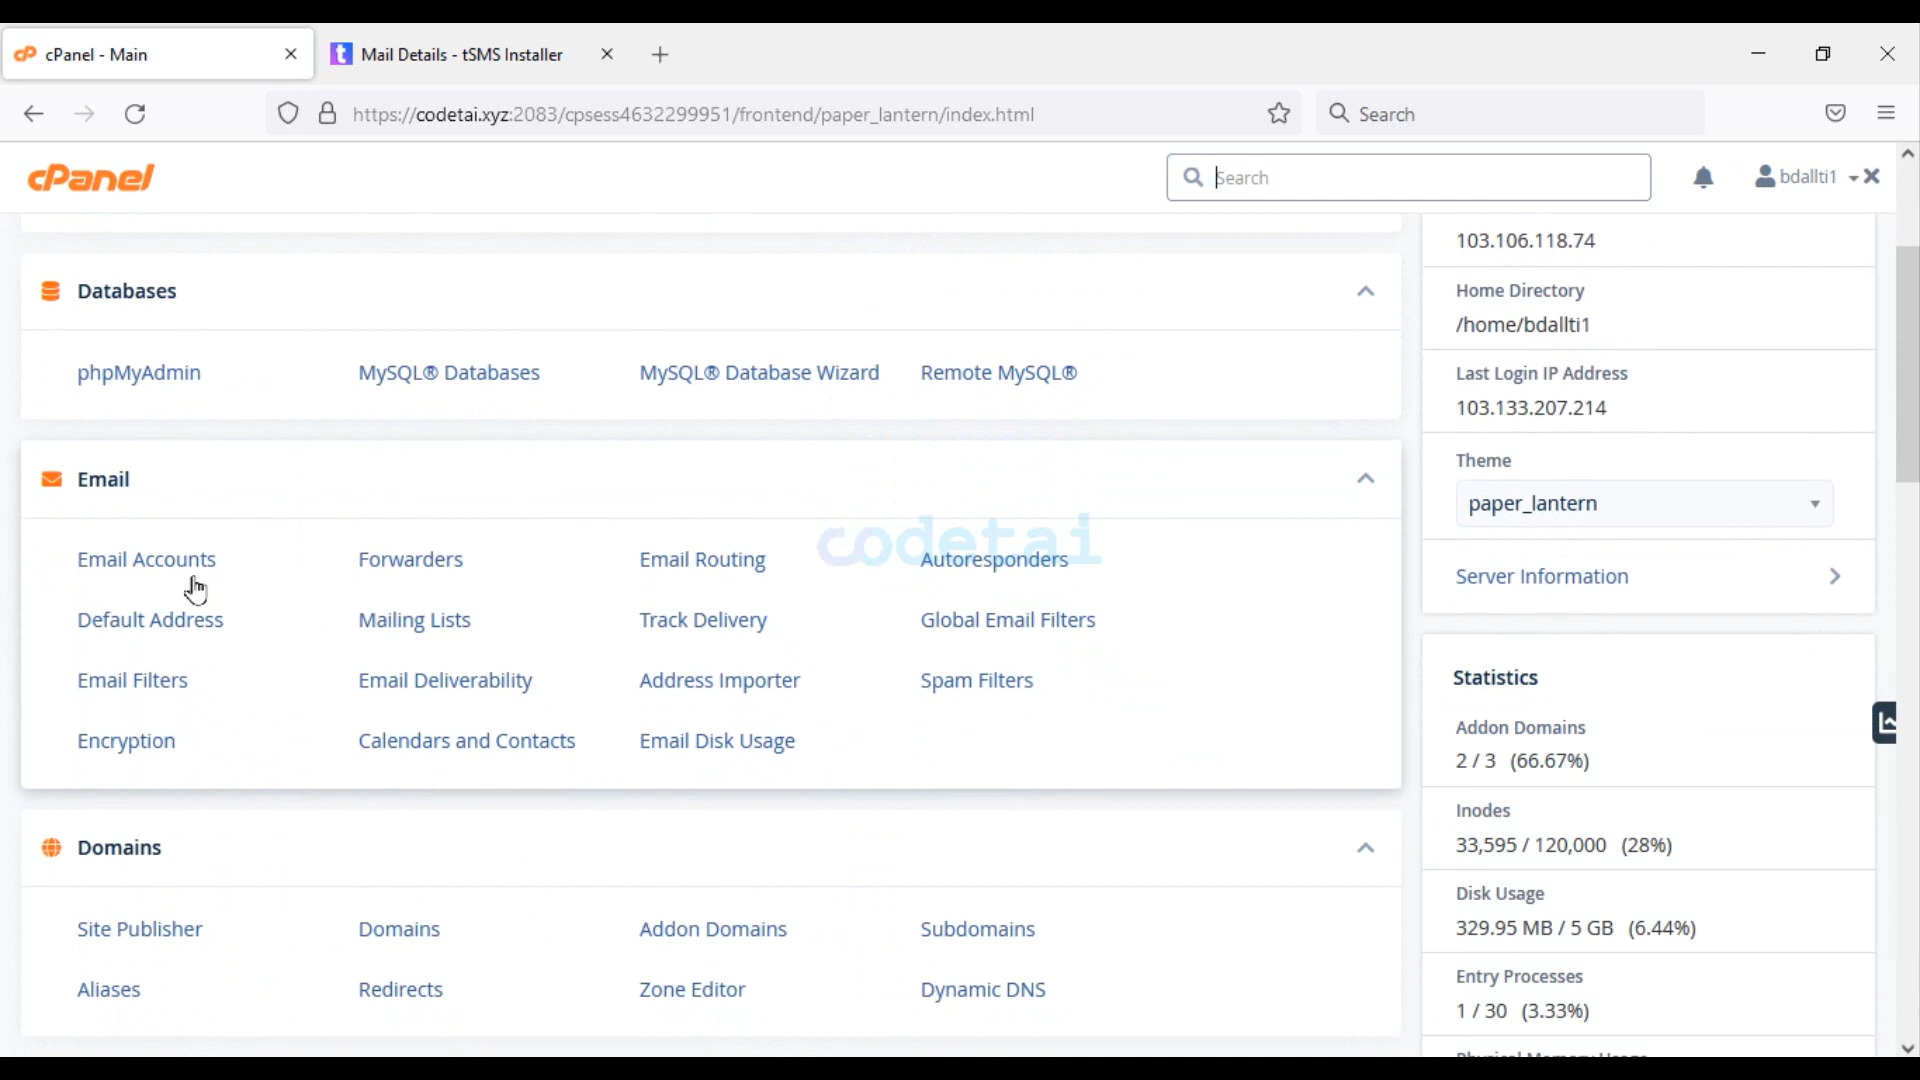 cPanel - Main
Mail Details - tSMS Installer
https://codetai.xyz:2083/cpsess4632299951/frontend/paper_lantern/index.html
Search
cPanel
Search
bdallti1
103.106.118.74
Databases
Home Directory
/home/bdallti1
phpMyAdmin
MySQL® Databases
MySQL® Database Wizard
Remote MySQL®
Last Login IP Address
103.133.207.214
Email
Theme
paper_lantern
codetai
Email Accounts
Forwarders
Email Routing
Autoresponders
Server Information
Default Address
Mailing Lists
Track Delivery
Global Email Filters
Email Filters
Email Deliverability
Address Importer
Spam Filters
Encryption
Calendars and Contacts
Email Disk Usage
Statistics
Addon Domains
2 / 3 (66.67%)
Domains
Inodes
33,595 / 120,000 (28%)
Site Publisher
Domains
Addon Domains
Subdomains
Disk Usage
329.95 MB / 5 GB (6.44%)
Aliases
Redirects
Zone Editor
Dynamic DNS
Entry Processes
1 / 30 (3.33%)